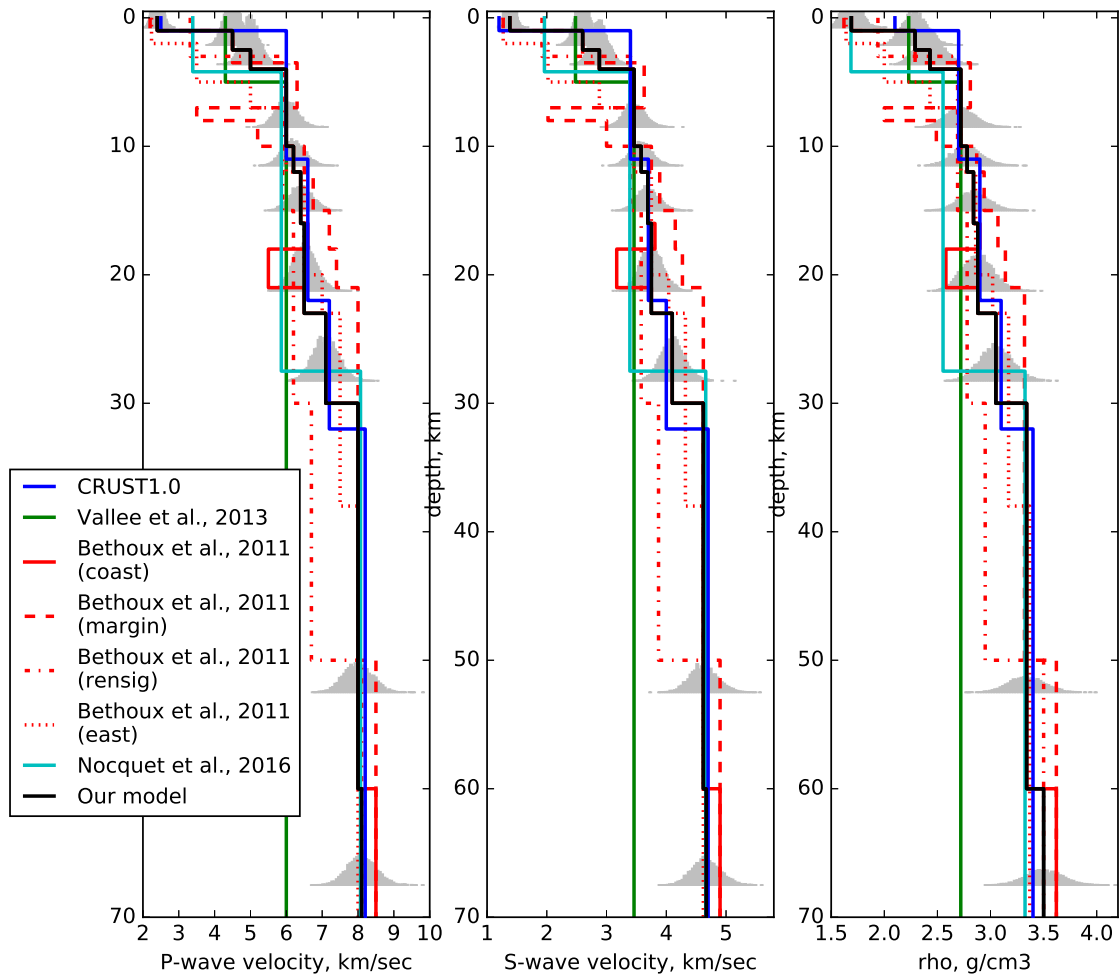 0
10
20
30
40
50
60
70
2 3 4 5 6 7 8 9 10
P-wave velocity, km/sec
CRUST1.0
Vallee et al., 2013
Bethoux et al., 2011
(coast)
Bethoux et al., 2011
(margin)
Bethoux et al., 2011
(rensig)
Bethoux et al., 2011
(east)
Nocquet et al., 2016
Our model
depth, km
0
10
20
30
40
50
60
70
1 2 3 4 5
S-wave velocity, km/sec
depth, km
0
10
20
30
40
50
60
70
1.5 2.0 2.5 3.0 3.5 4.0
rho, g/cm3